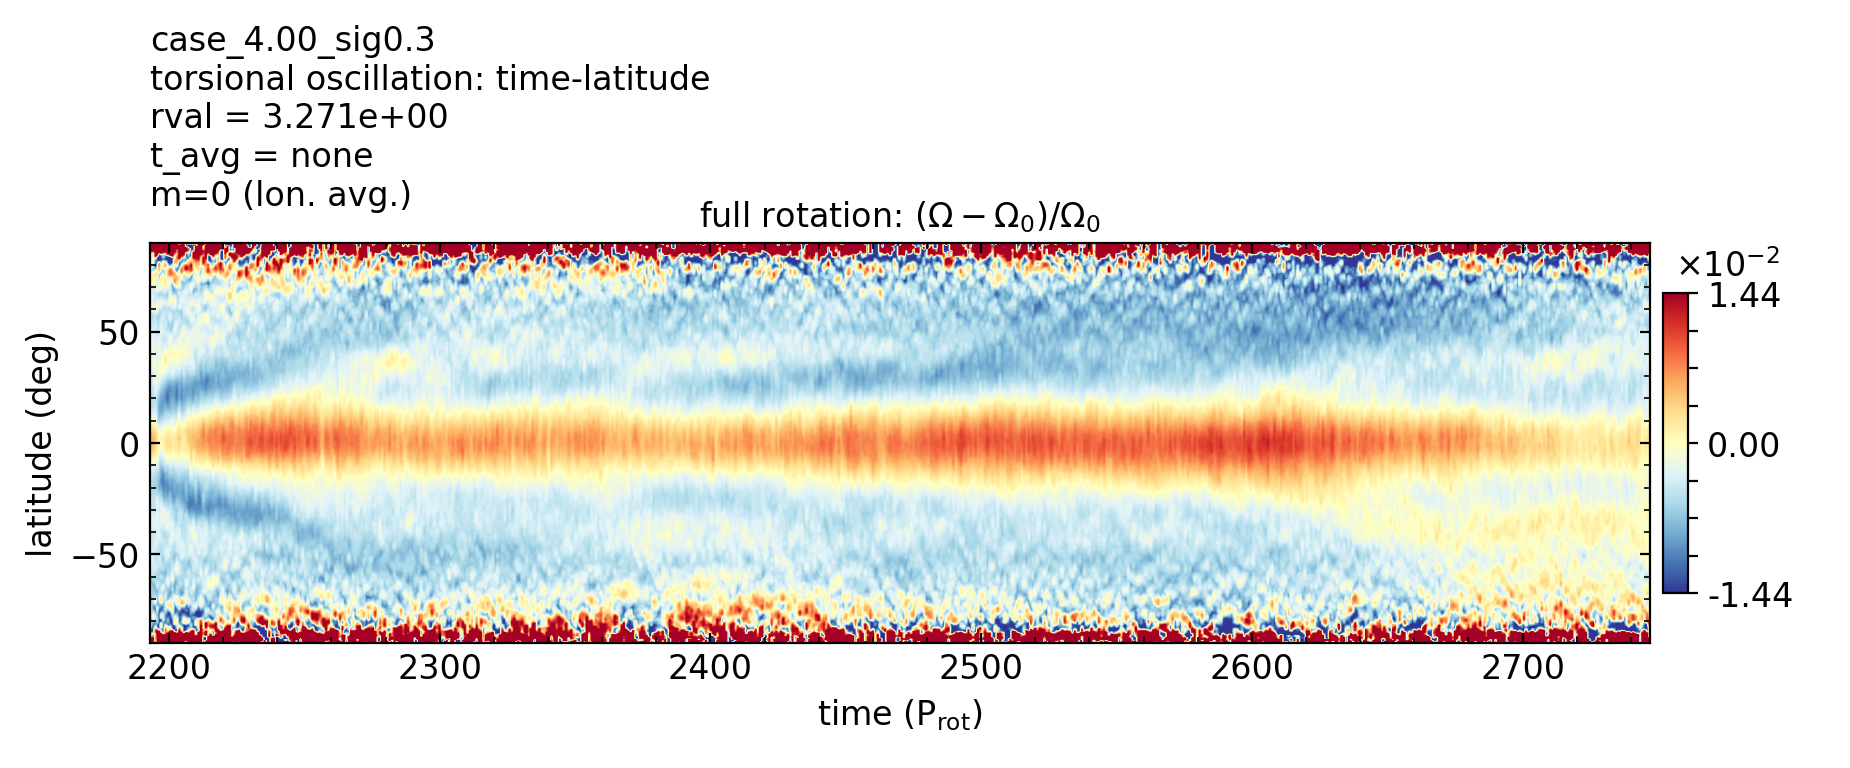 case_4.00_sig0.3
torsional oscillation: time-latitude
rval = 3.271e+00
t_avg = none
m=0 (lon. avg.)
full rotation: (Ω − Ω₀)/Ω₀
×10⁻²
1.44
0.00
-1.44
latitude (deg)
50
0
−50
2200 2300 2400 2500 2600 2700
time (P_rot)